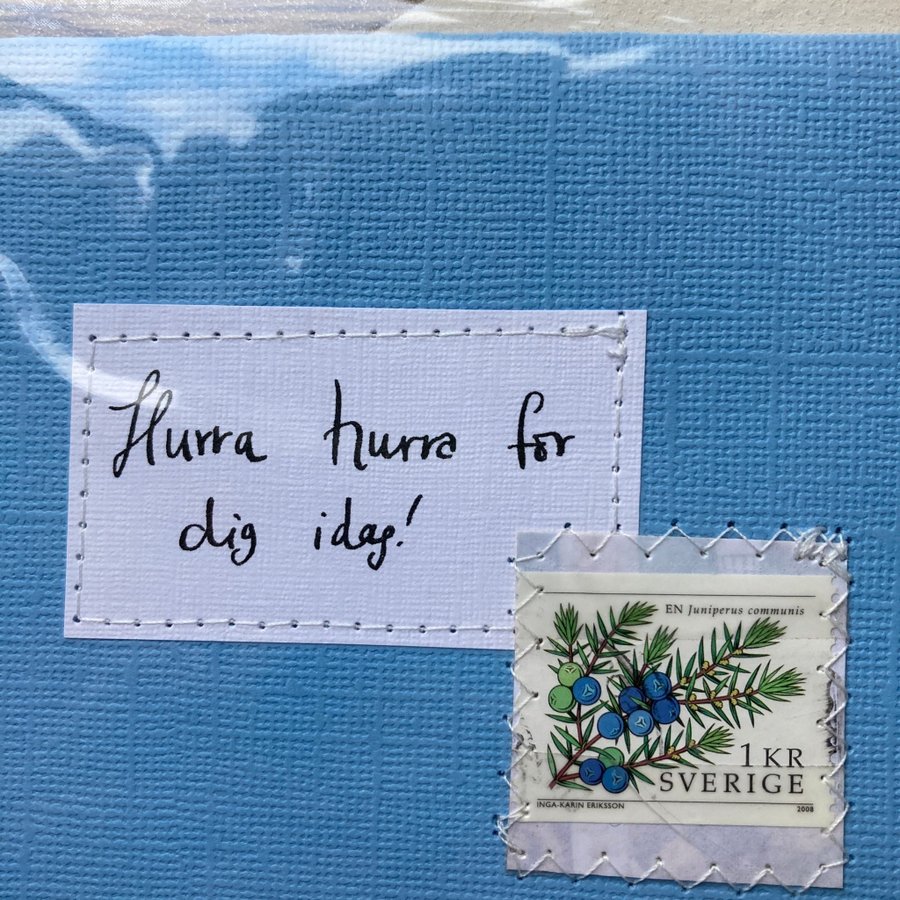 Hurra hurra för
dig idag!
EN Juniperus communis
1 KR
SVERIGE
INGA-KARIN ERIKSSON
2008